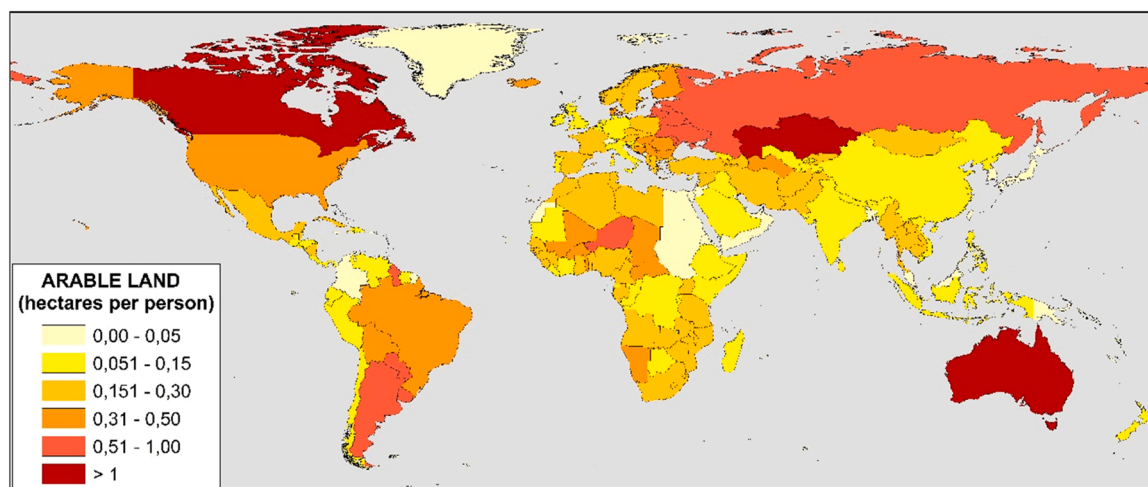 ARABLE LAND
(hectares per person)
0,00 - 0,05
0,051 - 0,15
0,151 - 0,30
0,31 - 0,50
0,51 - 1,00
> 1